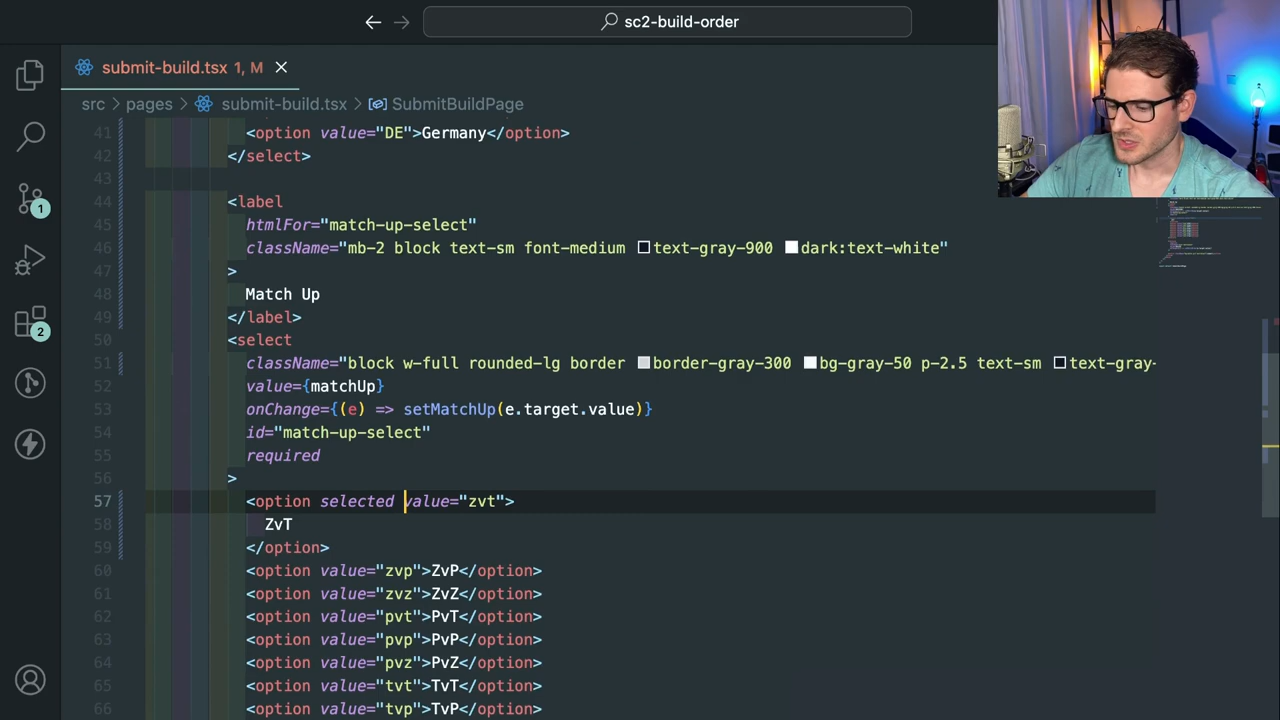 sc2-build-order
submit-build.tsx 1, M
src > pages > submit-build.tsx > SubmitBuildPage
41 <option value="DE">Germany</option>
42 </select>
43
44 <label
45 htmlFor="match-up-select"
46 className="mb-2 block text-sm font-medium text-gray-900 dark:text-white"
47 >
48 Match Up
49 </label>
50 <select
51 className="block w-full rounded-lg border border-gray-300 bg-gray-50 p-2.5 text-sm text-gray-
52 value={matchUp}
53 onChange={(e) => setMatchUp(e.target.value)}
54 id="match-up-select"
55 required
56 >
57 <option selected value="zvt">
58 ZvT
59 </option>
60 <option value="zvp">ZvP</option>
61 <option value="zvz">ZvZ</option>
62 <option value="pvt">PvT</option>
63 <option value="pvp">PvP</option>
64 <option value="pvz">PvZ</option>
65 <option value="tvt">TvT</option>
66 <option value="tvp">TvP</option>
1
2